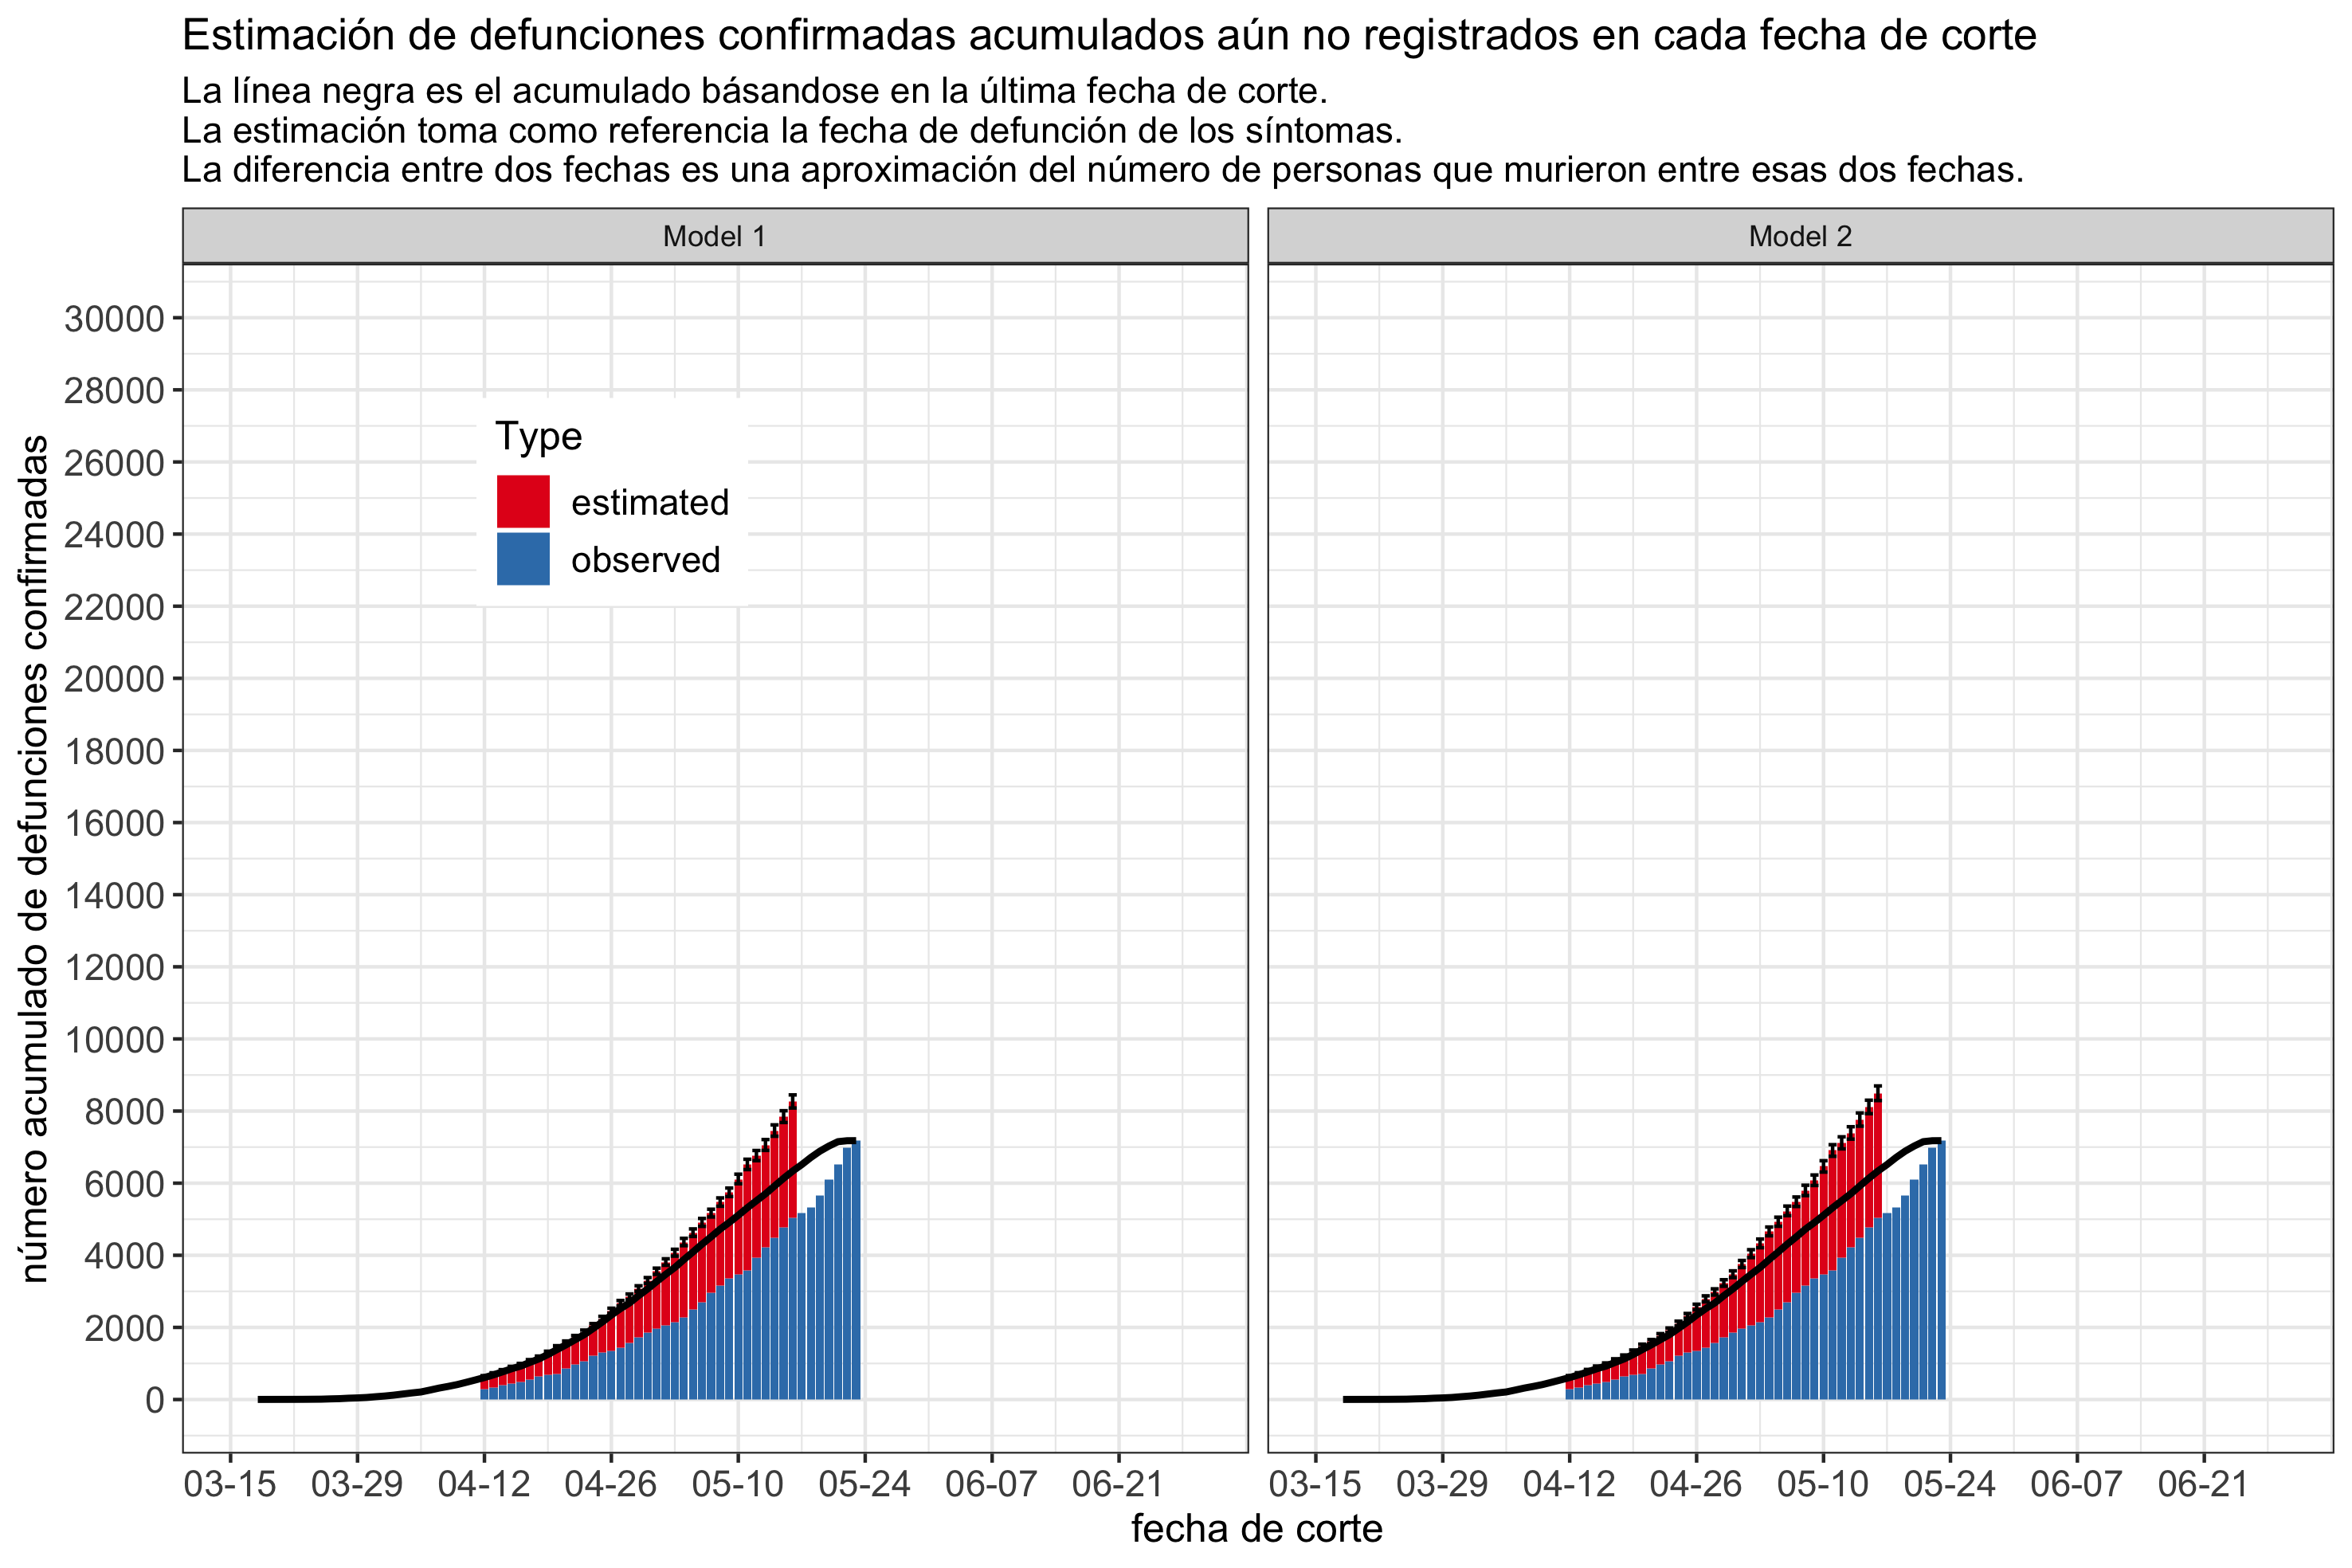 Estimación de defunciones confirmadas acumulados aún no registrados en cada fecha de corte
La línea negra es el acumulado básandose en la última fecha de corte.
La estimación toma como referencia la fecha de defunción de los síntomas.
La diferencia entre dos fechas es una aproximación del número de personas que murieron entre esas dos fechas.
Model 1
Model 2
número acumulado de defunciones confirmadas
30000
28000
26000
24000
22000
20000
18000
16000
14000
12000
10000
8000
6000
4000
2000
0
Type
estimated
observed
03-15 03-29 04-12 04-26 05-10 05-24 06-07 06-21
03-15 03-29 04-12 04-26 05-10 05-24 06-07 06-21
fecha de corte